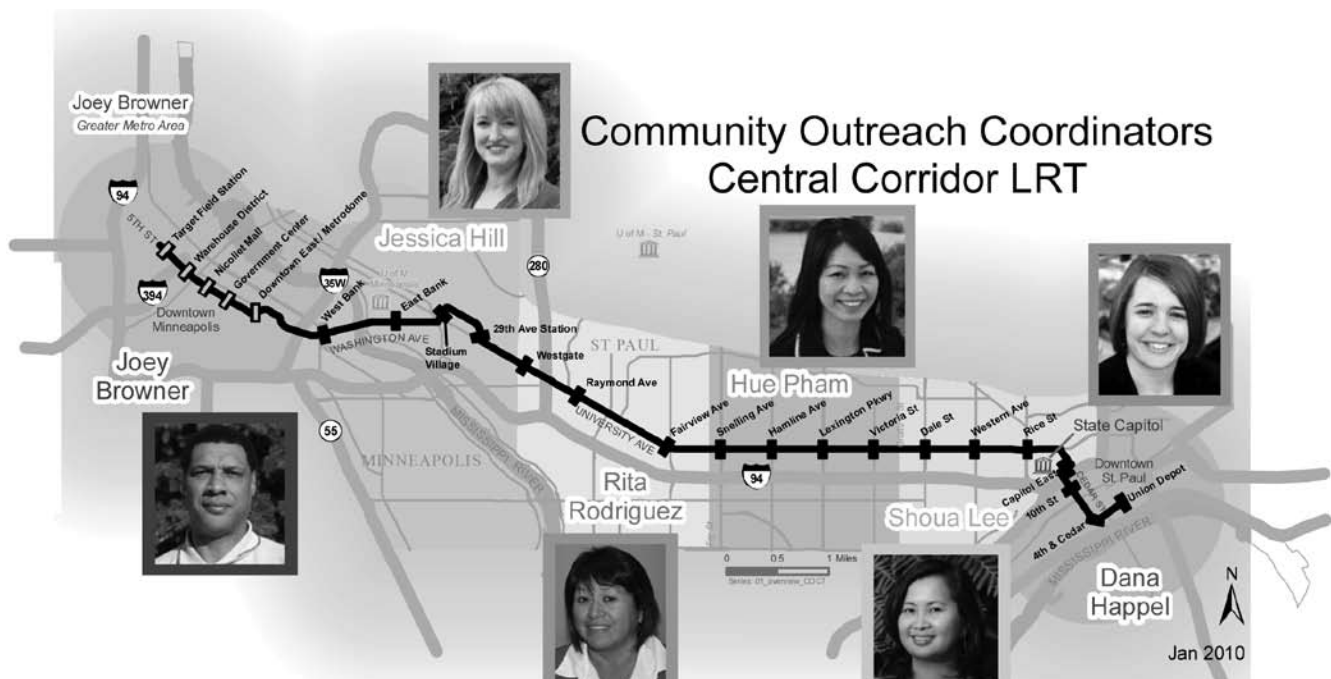 Community Outreach Coordinators
Central Corridor LRT
Joey Browner
Greater Metro Area
94
5TH ST
Target Field Station
Warehouse District
Nicollet Mall
Government Center
Downtown East / Metrodome
394
Downtown
Minneapolis
Joey
Browner
Jessica Hill
35W
U of M
West Bank
East Bank
WASHINGTON AVE
Stadium
Village
280
U of M - St. Paul
29th Ave Station
Westgate
Raymond Ave
UNIVERSITY AVE
ST PAUL
55
MINNEAPOLIS
MISSISSIPPI RIVER
Rita
Rodriguez
Hue Pham
Fairview Ave
Snelling Ave
Hamline Ave
Lexington Pkwy
Victoria St
Dale St
Western Ave
Rice St
94
State Capitol
Downtown
St. Paul
Capitol East
10th St
CEDAR ST
4th & Cedar
Union Depot
MISSISSIPPI RIVER
Shoua Lee
Dana
Happel
0 0.5 1 Miles
N
Jan 2010